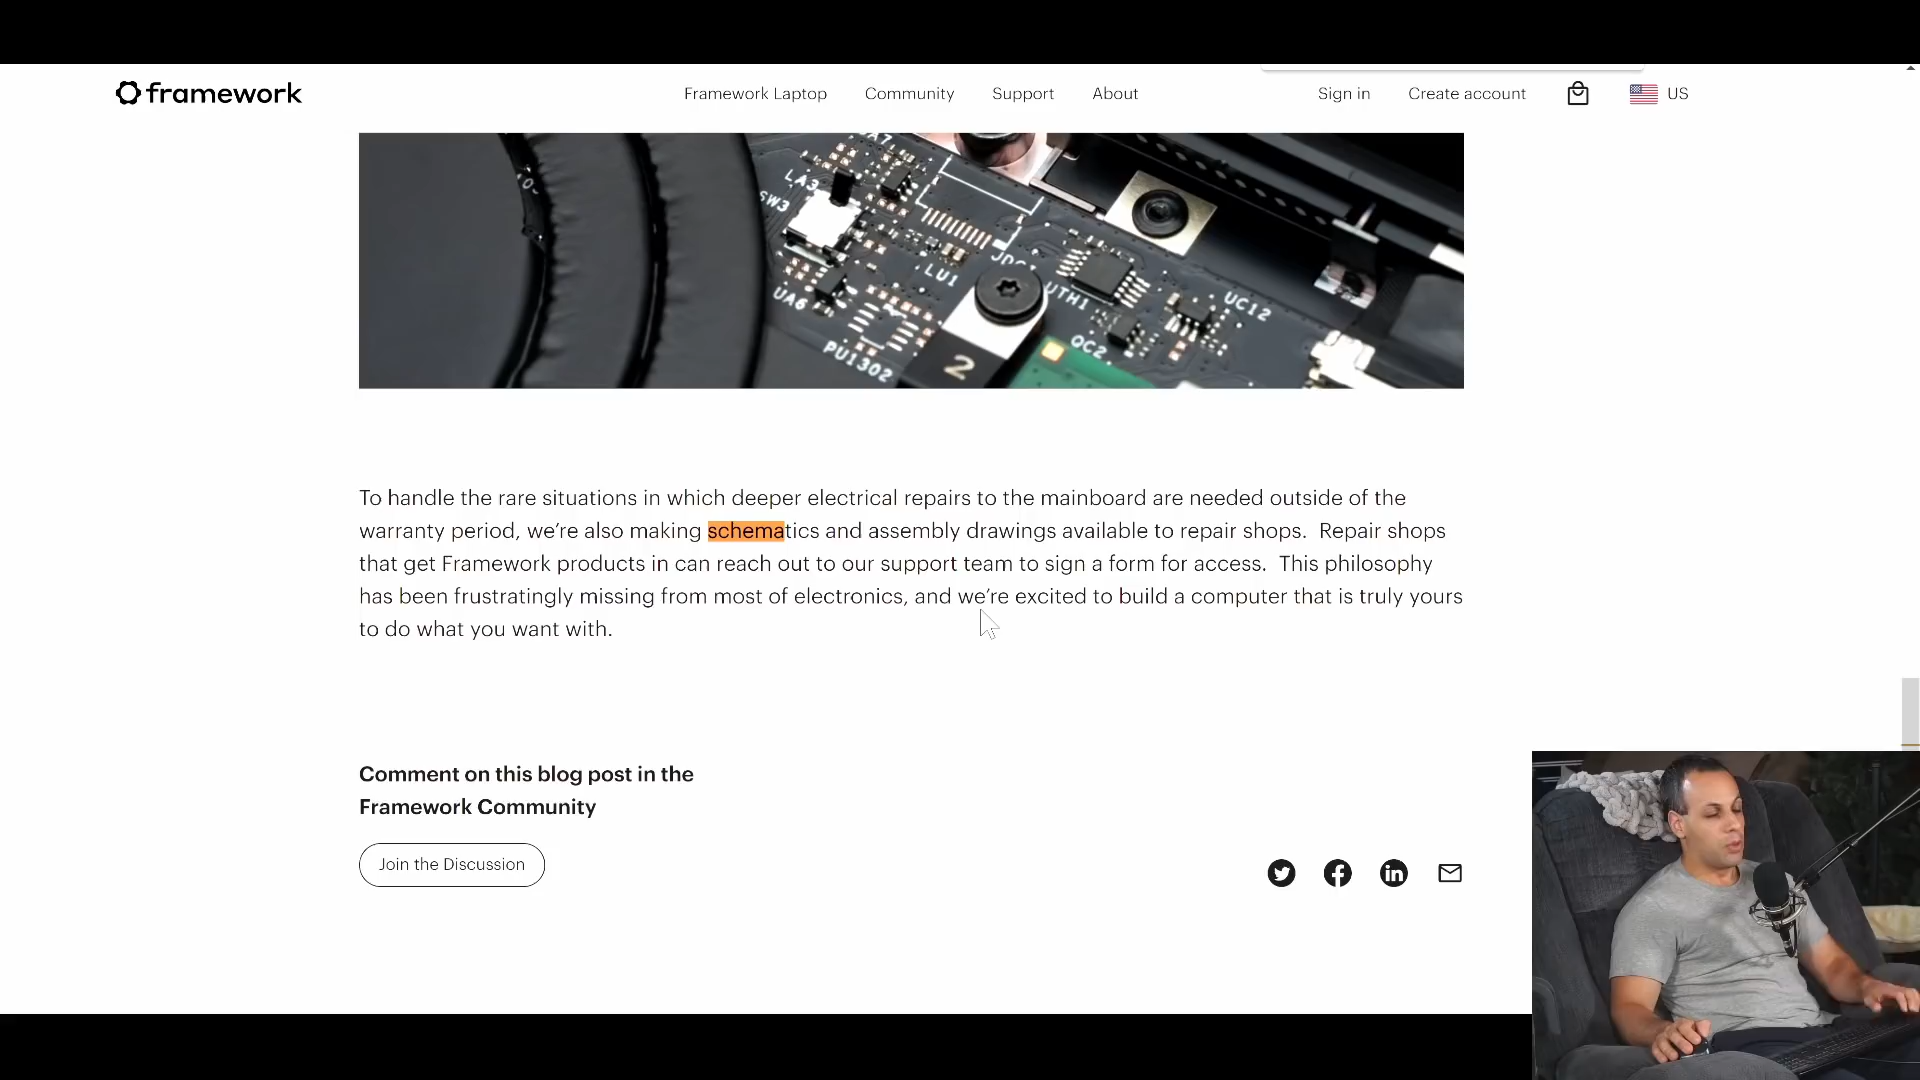 framework
Framework Laptop
Community
Support
About
Sign in
Create account
US
LA3
SW3
LU1
UA6
UTH1
UC12
OC2
PU1302
2
To handle the rare situations in which deeper electrical repairs to the mainboard are needed outside of the
warranty period, we’re also making schematics and assembly drawings available to repair shops.  Repair shops
that get Framework products in can reach out to our support team to sign a form for access.  This philosophy
has been frustratingly missing from most of electronics, and we’re excited to build a computer that is truly yours
to do what you want with.
Comment on this blog post in the
Framework Community
Join the Discussion
in